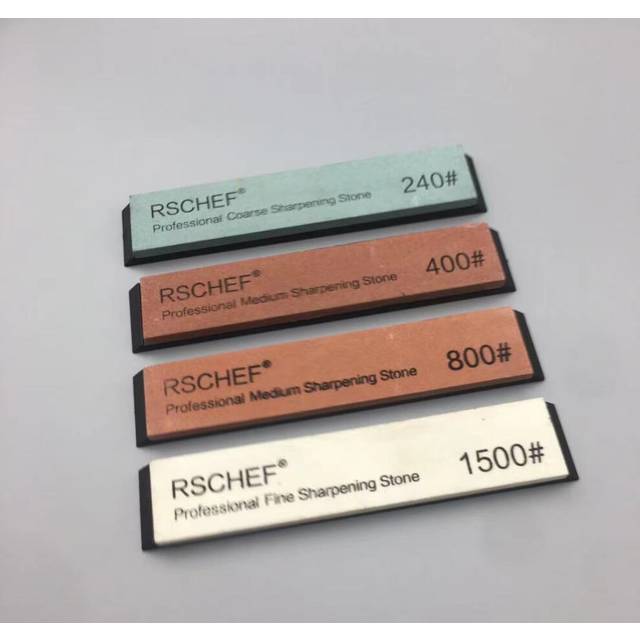 RSCHEF®
Professional Coarse Sharpening Stone
240#
RSCHEF®
Professional Medium Sharpening Stone
400#
RSCHEF®
Professional Medium Sharpening Stone
800#
RSCHEF®
Professional Fine Sharpening Stone
1500#